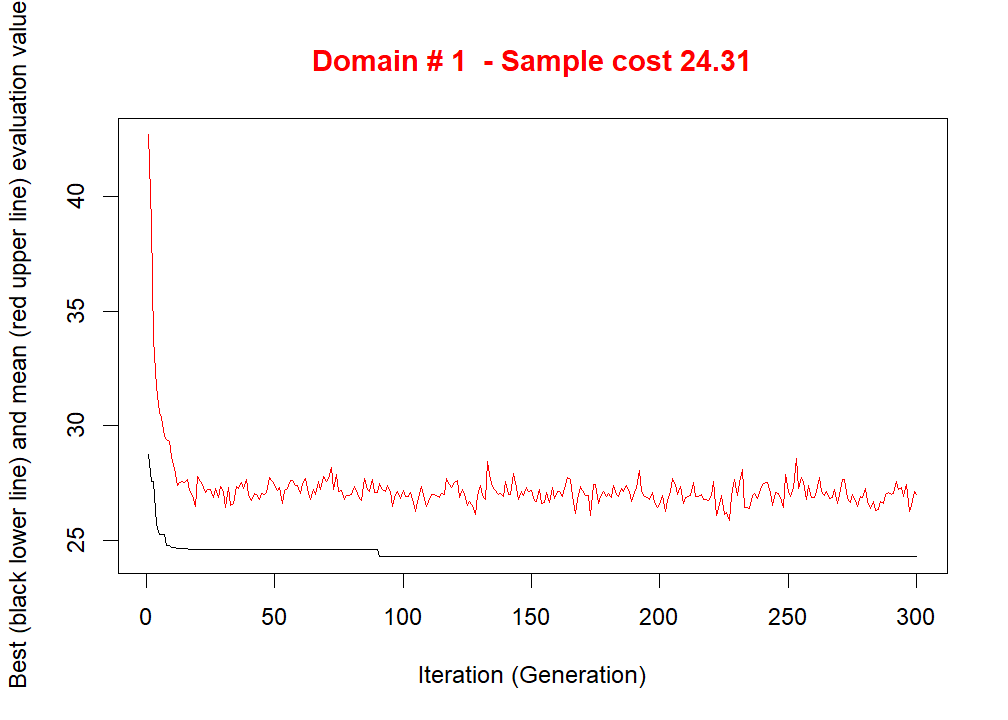 Domain # 1  - Sample cost 24.31
Best (black lower line) and mean (red upper line) evaluation value
40
35
30
25
0 50 100 150 200 250 300
Iteration (Generation)